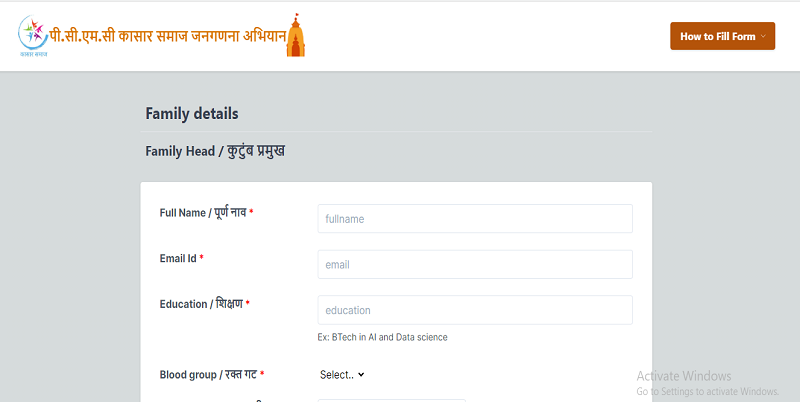 पी.सी.एम.सी कासार समाज जनगणना अभियान
कासार समाज
How to Fill Form
Family details
Family Head / कुटुंब प्रमुख
Full Name / पूर्ण नाव *
fullname
Email Id *
email
Education / शिक्षण *
education
Ex: BTech in AI and Data science
Blood group / रक्त गट *
Select..
Activate Windows
Go to Settings to activate Windows.